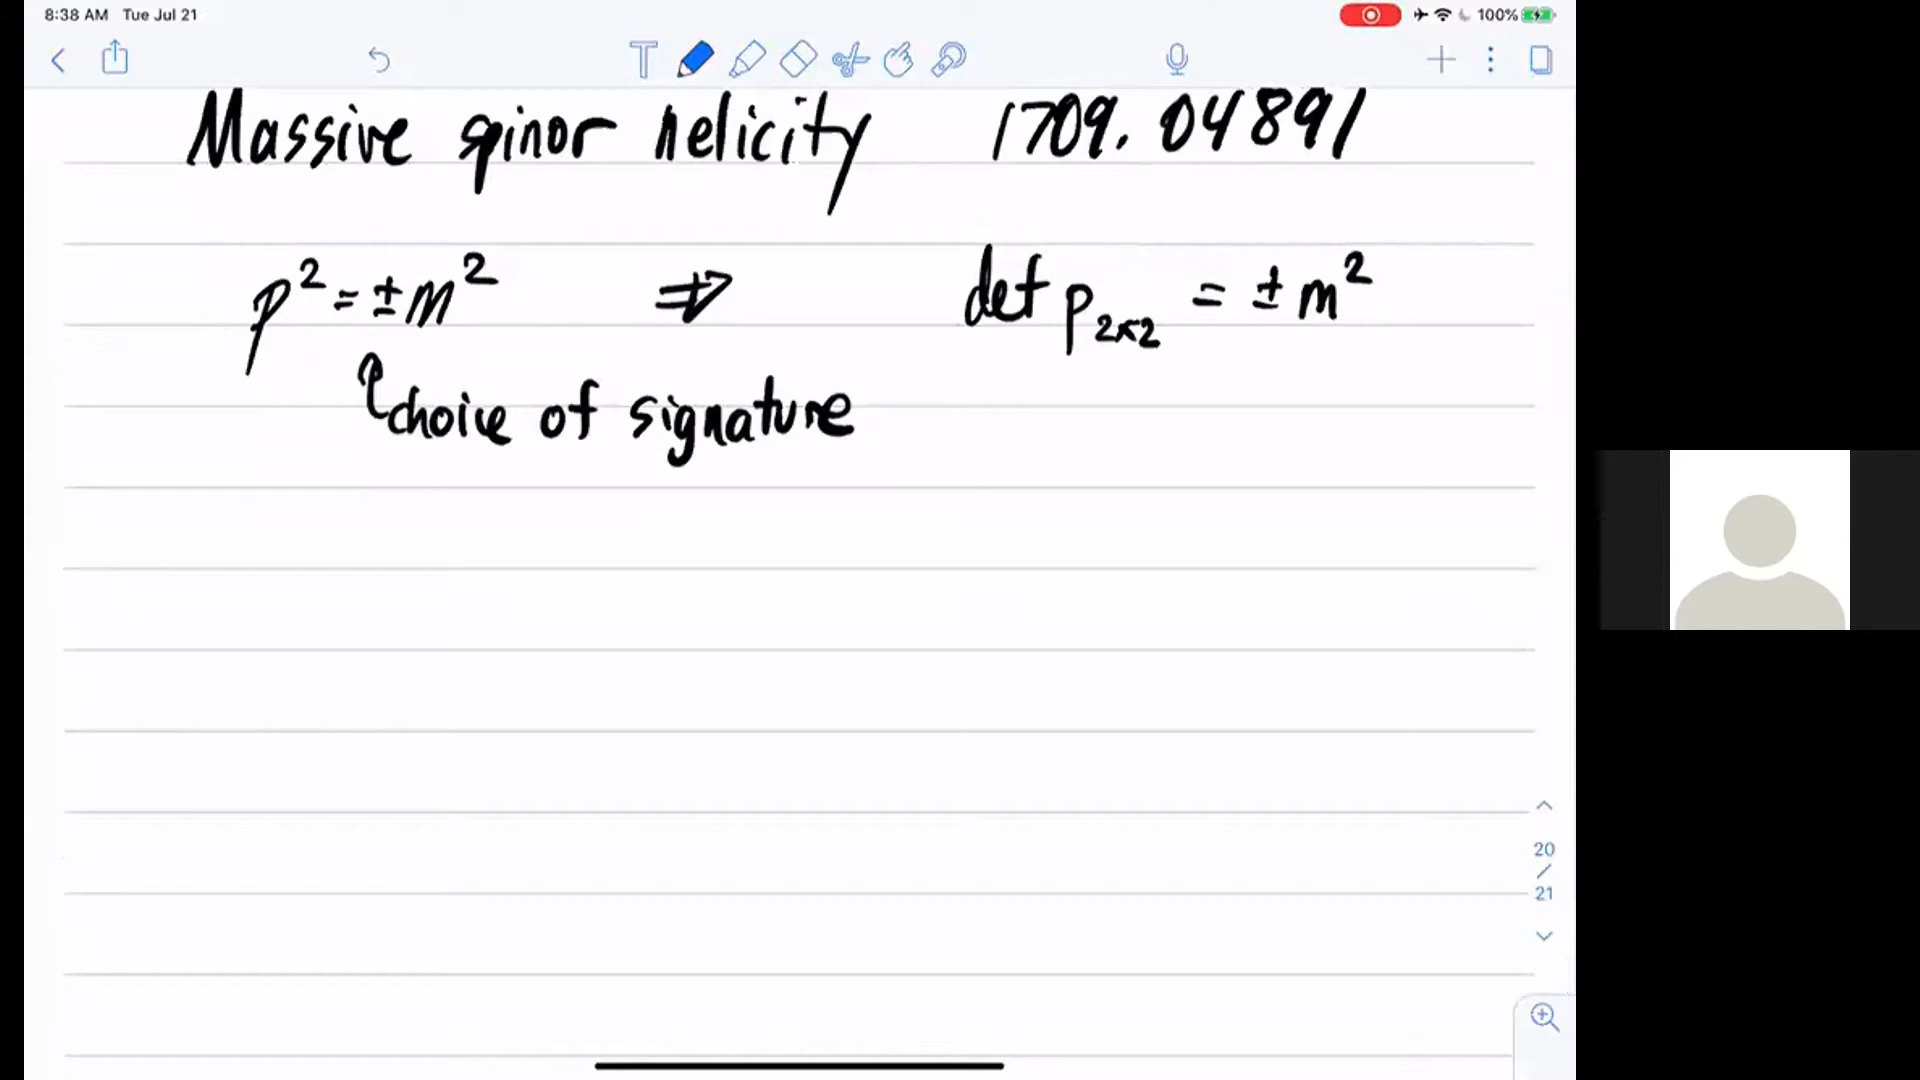 8:38 AM Tue Jul 21
100%
T
Massive spinor helicity 1709.04891
p² = ±m² ⇒ det p₂ₓ₂ = ±m²
choice of signature
20
/
21